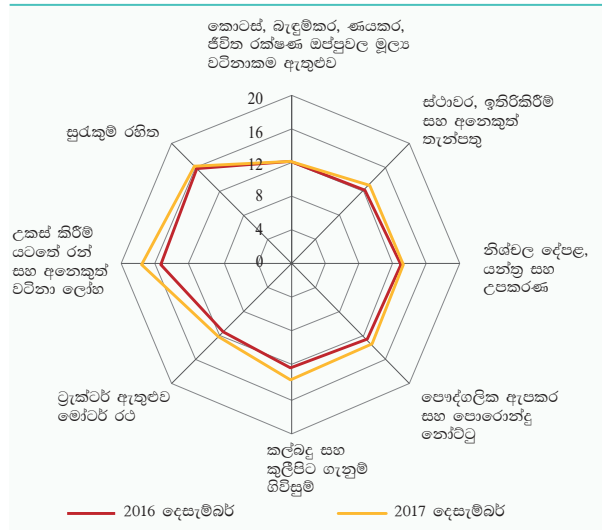 කොටස්, බැඳුම්කර, ණයකර,
ජීවිත රක්ෂණ ඔප්පුවල මූල්‍ය
වටිනාකම ඇතුළුව
ස්ථාවර, ඉතිරිකිරීම්
සහ අනෙකුත්
තැන්පතු
නිශ්චල දේපළ,
යන්ත්‍ර සහ
උපකරණ
පෞද්ගලික ඇපකර
සහ පොරොන්දු
නෝට්ටු
කල්බදු සහ
කුලීපිට ගැනුම්
ගිවිසුම්
ට්‍රැක්ටර් ඇතුළුව
මෝටර් රථ
උකස් කිරීම්
යටතේ රන්
සහ අනෙකුත්
වටිනා ලෝහ
සුරැකුම් රහිත
20
16
12
8
4
0
2016 දෙසැම්බර්
2017 දෙසැම්බර්